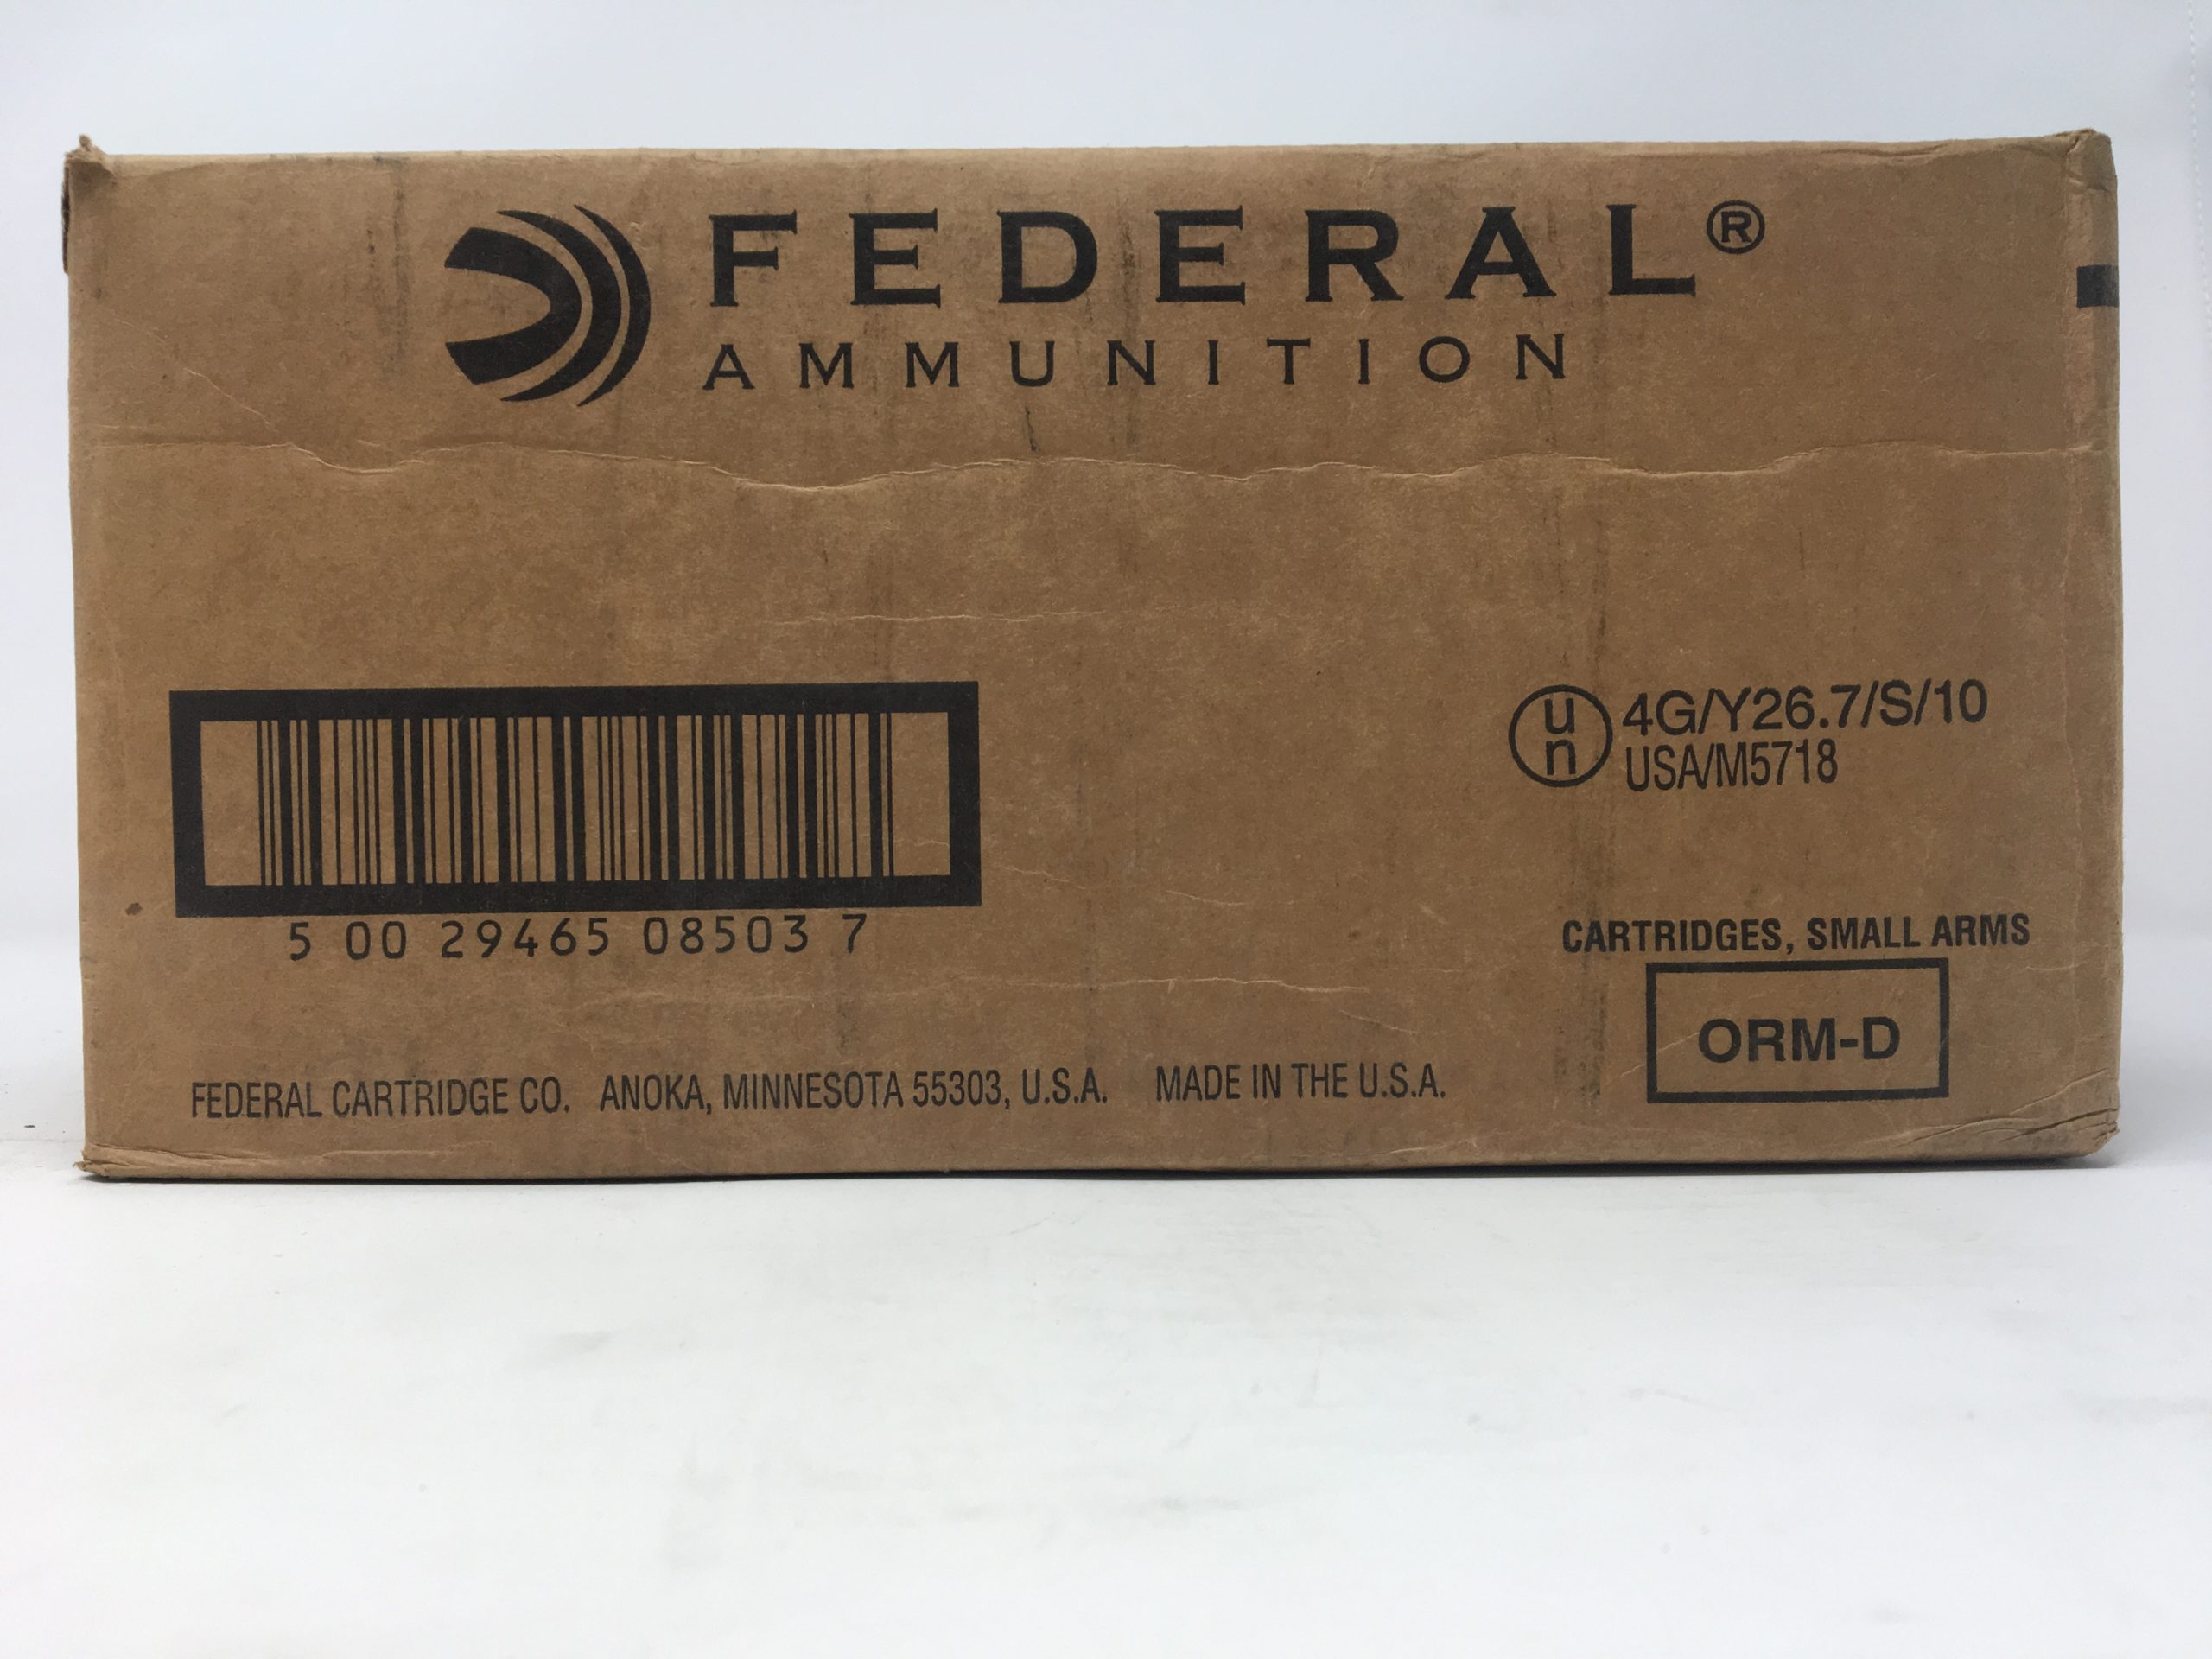 FEDERAL®
AMMUNITION
un 4G/Y26.7/S/10
USA/M5718
5 00 29465 08503 7
CARTRIDGES, SMALL ARMS
ORM-D
FEDERAL CARTRIDGE CO. ANOKA, MINNESOTA 55303, U.S.A. MADE IN THE U.S.A.